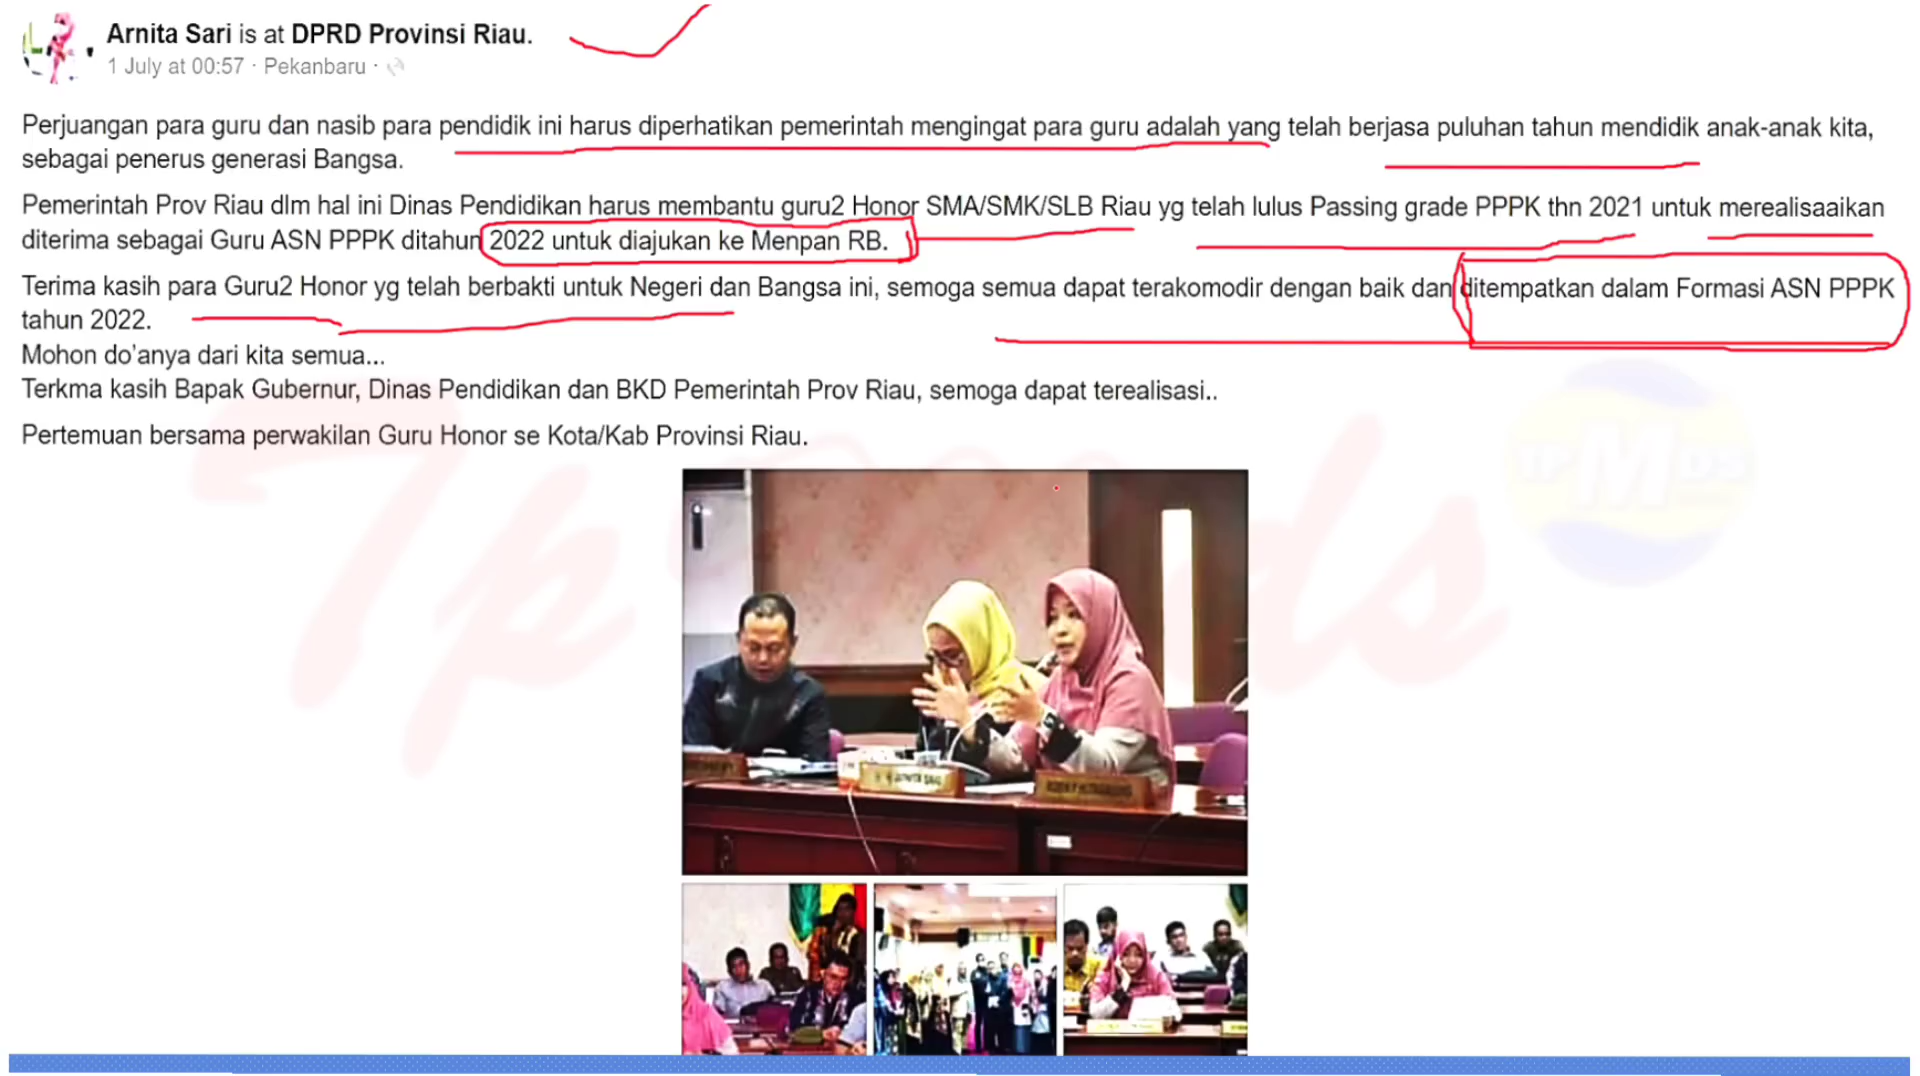 Arnita Sari is at DPRD Provinsi Riau.
1 July at 00:57 · Pekanbaru ·
Perjuangan para guru dan nasib para pendidik ini harus diperhatikan pemerintah mengingat para guru adalah yang telah berjasa puluhan tahun mendidik anak-anak kita,
sebagai penerus generasi Bangsa.
Pemerintah Prov Riau dlm hal ini Dinas Pendidikan harus membantu guru2 Honor SMA/SMK/SLB Riau yg telah lulus Passing grade PPPK thn 2021 untuk merealisaaikan
diterima sebagai Guru ASN PPPK ditahun 2022 untuk diajukan ke Menpan RB.
Terima kasih para Guru2 Honor yg telah berbakti untuk Negeri dan Bangsa ini, semoga semua dapat terakomodir dengan baik dan ditempatkan dalam Formasi ASN PPPK
tahun 2022.
Mohon do'anya dari kita semua...
Terkma kasih Bapak Gubernur, Dinas Pendidikan dan BKD Pemerintah Prov Riau, semoga dapat terealisasi..
Pertemuan bersama perwakilan Guru Honor se Kota/Kab Provinsi Riau.
TPMDS
Tpmds
ARNITA SARI